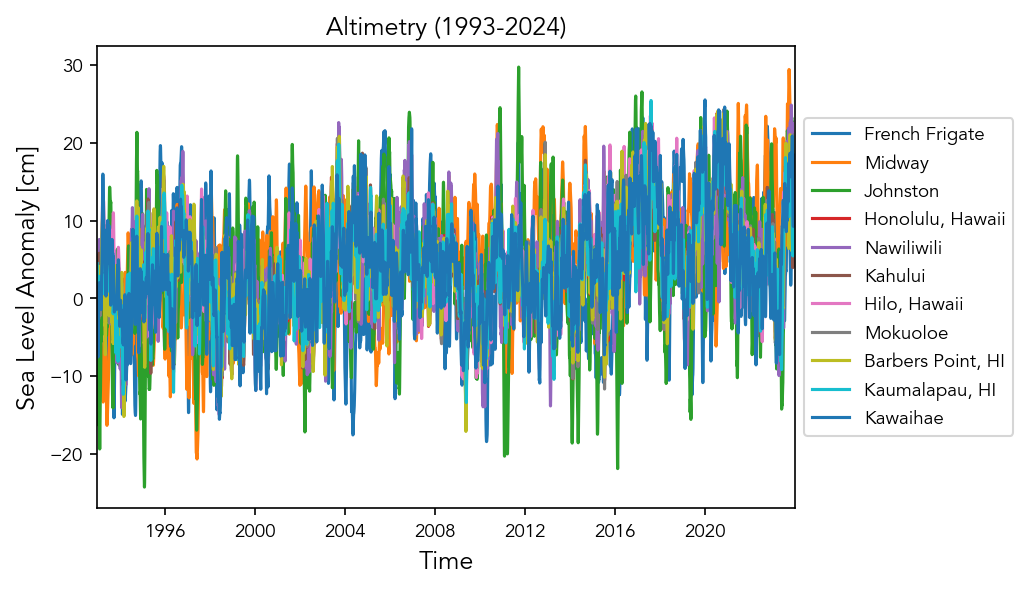 Altimetry (1993-2024)
Sea Level Anomaly [cm]
30
20
10
0
−10
−20
1996
2000
2004
2008
2012
2016
2020
Time
French Frigate
Midway
Johnston
Honolulu, Hawaii
Nawiliwili
Kahului
Hilo, Hawaii
Mokuoloe
Barbers Point, HI
Kaumalapau, HI
Kawaihae